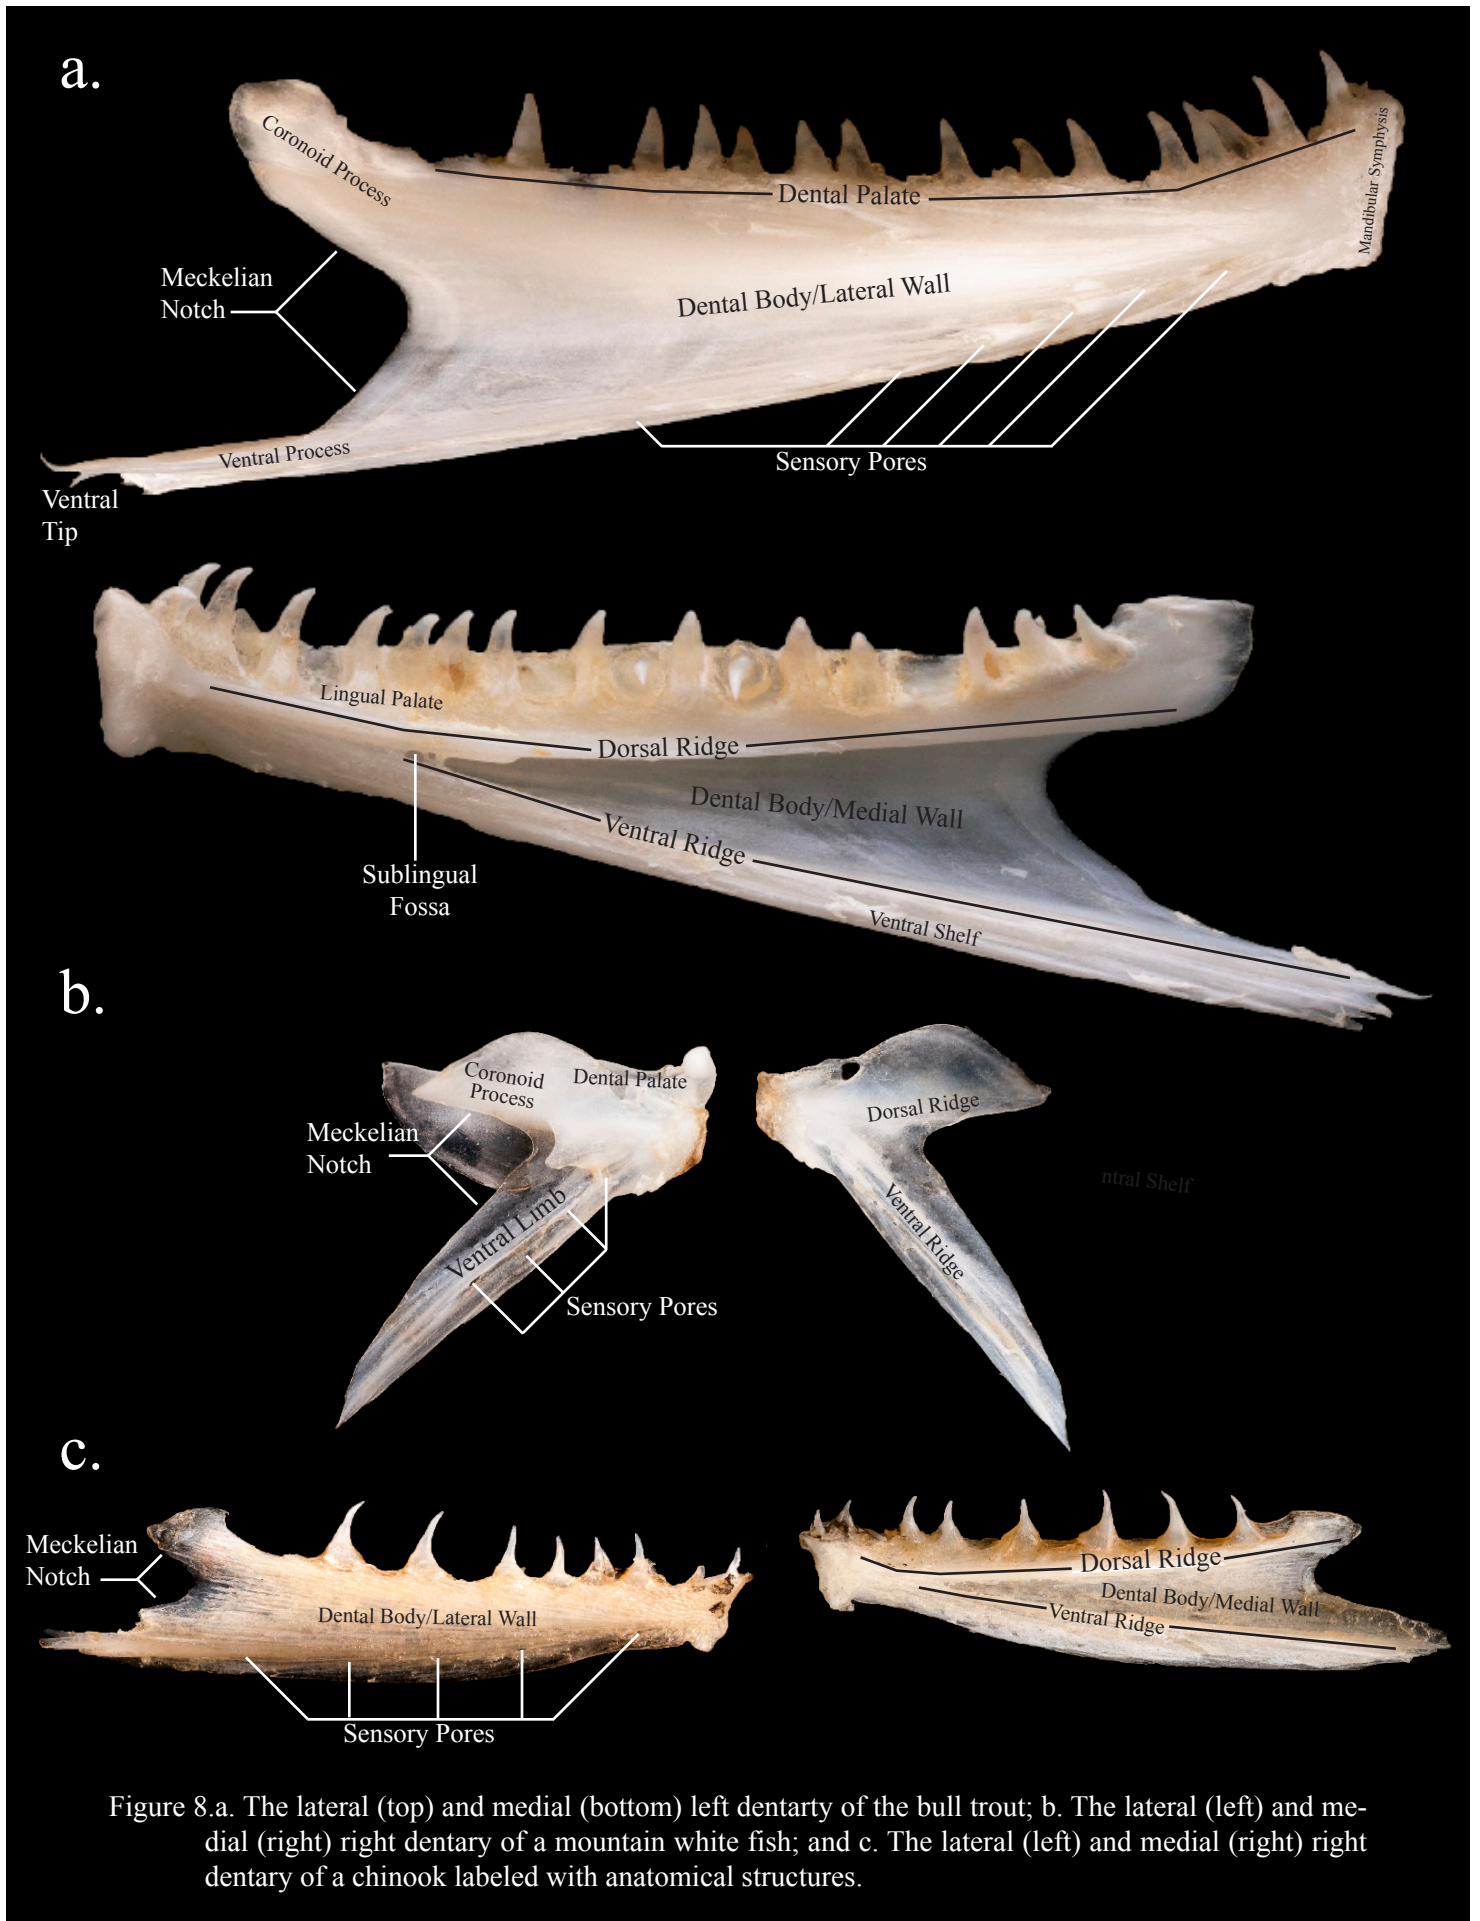 a.
Coronoid Process
Dental Palate
Mandibular Symphysis
Meckelian
Notch
Dental Body/Lateral Wall
Ventral Process
Sensory Pores
Ventral
Tip
Lingual Palate
Dorsal Ridge
Dental Body/Medial Wall
Ventral Ridge
Sublingual
Fossa
Ventral Shelf
b.
Coronoid
Process
Dental Palate
Dorsal Ridge
Meckelian
Notch
ntral Shelf
Ventral Limb
Ventral Ridge
Sensory Pores
c.
Meckelian
Notch
Dorsal Ridge
Dental Body/Medial Wall
Dental Body/Lateral Wall
Ventral Ridge
Sensory Pores
Figure 8.a. The lateral (top) and medial (bottom) left dentarty of the bull trout; b. The lateral (left) and me-
dial (right) right dentary of a mountain white fish; and c. The lateral (left) and medial (right) right
dentary of a chinook labeled with anatomical structures.